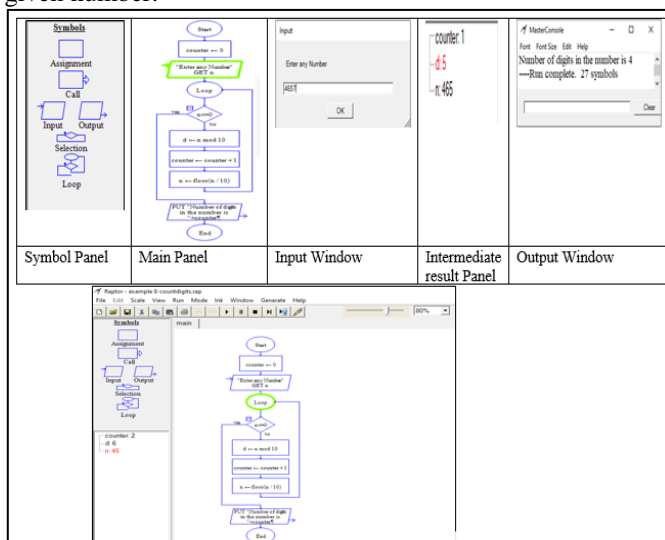 given number.
Symbols
Assignment
Call
Input Output
Selection
Loop
Start
counter ← 0
"Enter any Number"
GET n
Loop
Yes
n=0
No
d ← n mod 10
counter ← counter + 1
n ← floor(n / 10)
PUT "Number of digits
in the number is
"+counter¶
End
Input
Enter any Number
4657
OK
counter: 1
d: 5
n: 465
MasterConsole
Font Font Size Edit Help
Number of digits in the number is 4
----Run complete. 27 symbols
Clear
Symbol Panel
Main Panel
Input Window
Intermediate
result Panel
Output Window
Raptor - example 8-countdigits.rap
File Edit Scale View Run Mode Ink Window Generate Help
80%
Symbols
Assignment
Call
Input Output
Selection
Loop
counter: 2
d: 6
n: 45
main
Start
counter ← 0
"Enter any Number"
GET n
Loop
Yes
n=0
No
d ← n mod 10
counter ← counter + 1
n ← floor(n / 10)
PUT "Number of digits
in the number is
"+counter¶
End